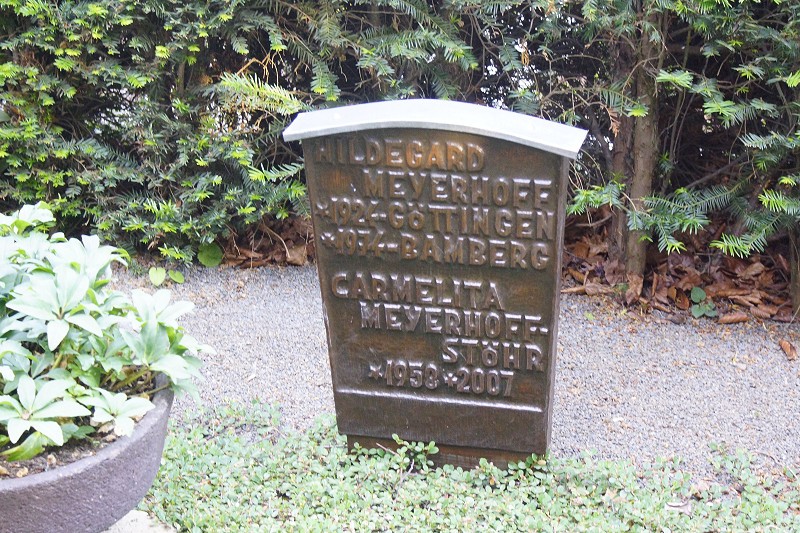 HILDEGARD
MEYERHOFF
*1924-GÖTTINGEN
*1974-BAMBERG
CARMELITA
MEYERHOFF-
STÖHR
*1958 *2007